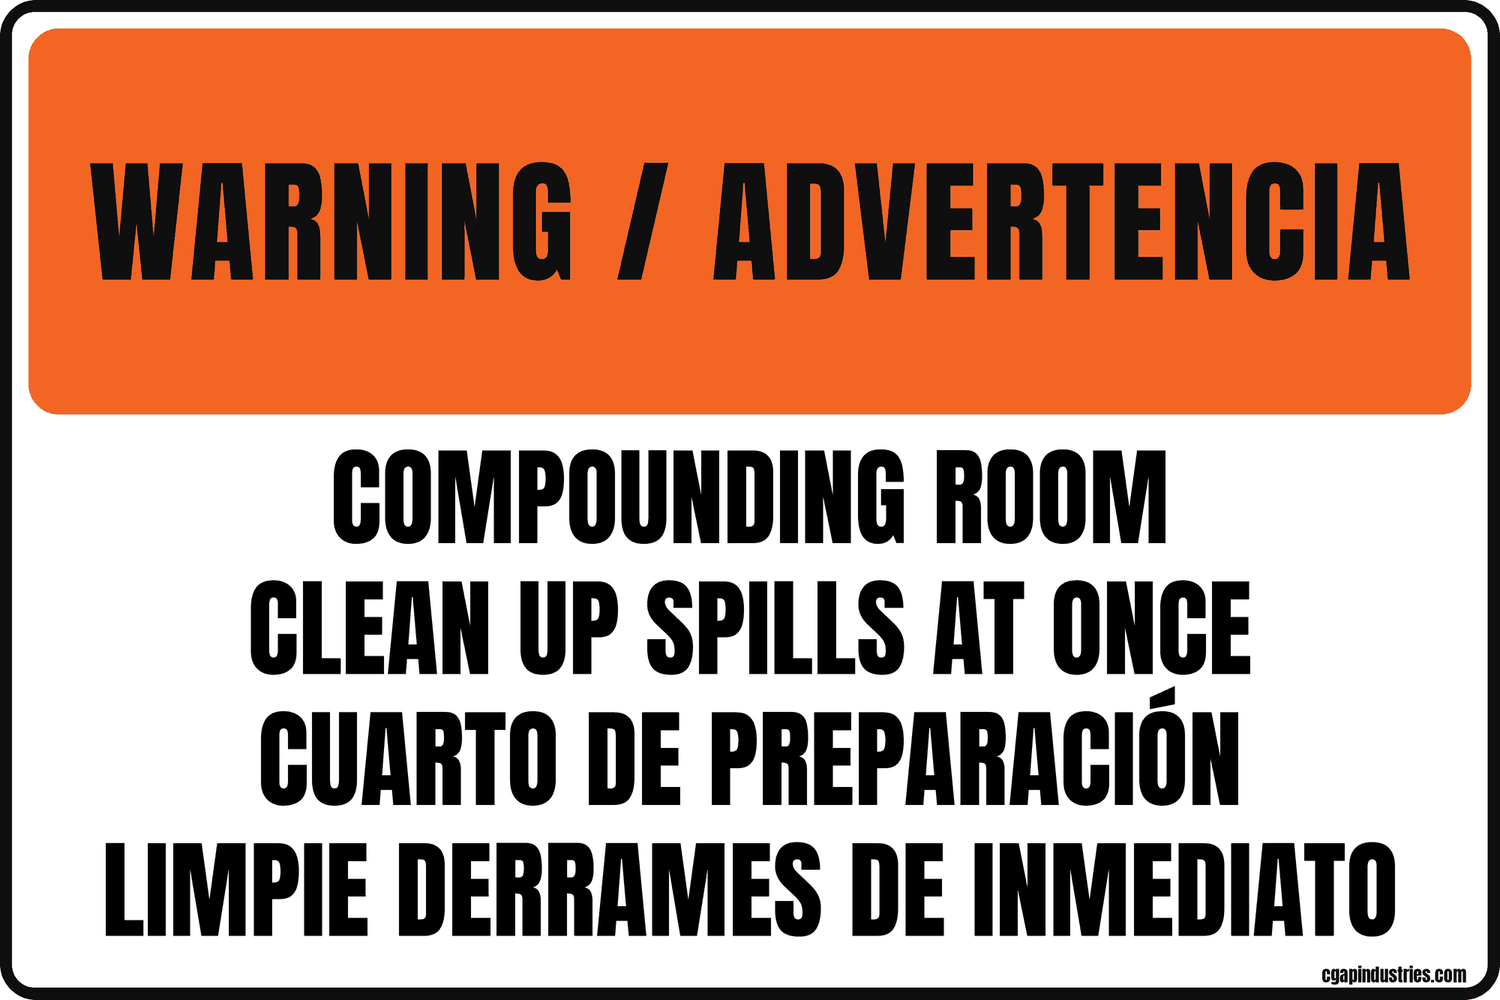 WARNING / ADVERTENCIA
COMPOUNDING ROOM
CLEAN UP SPILLS AT ONCE
CUARTO DE PREPARACIÓN
LIMPIE DERRAMES DE INMEDIATO
cgapindustries.com